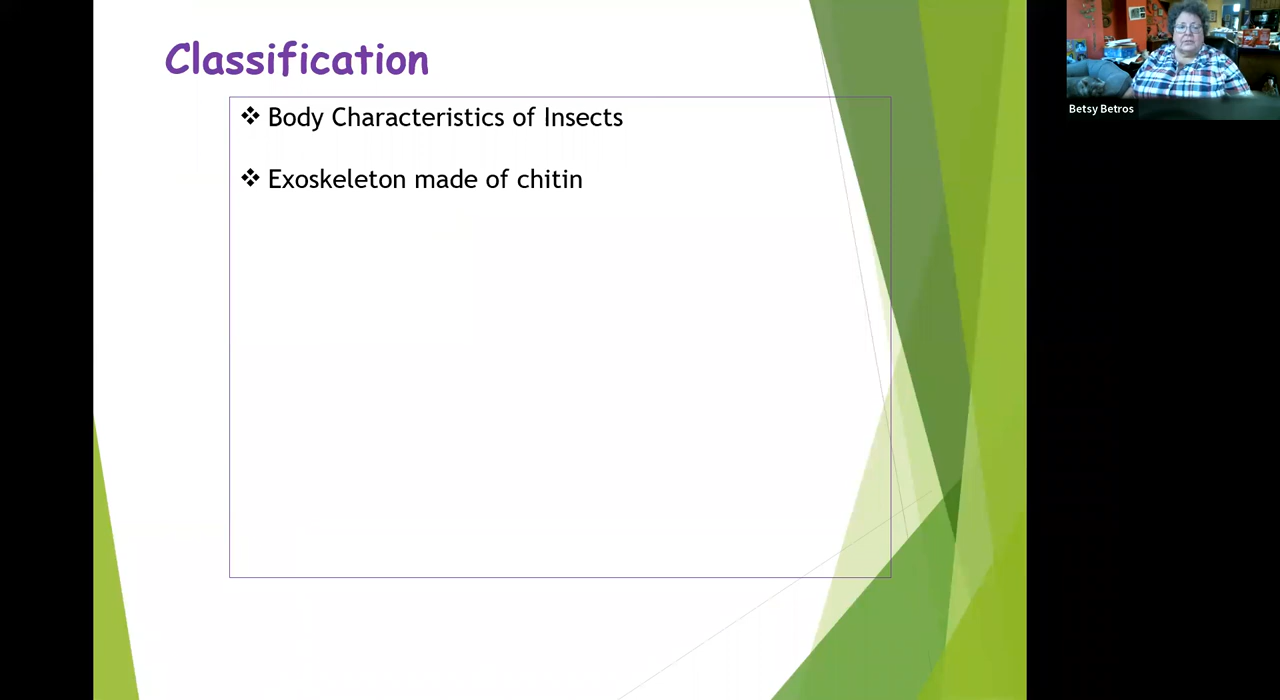 Classification
❖ Body Characteristics of Insects
❖ Exoskeleton made of chitin
Betsy Betros